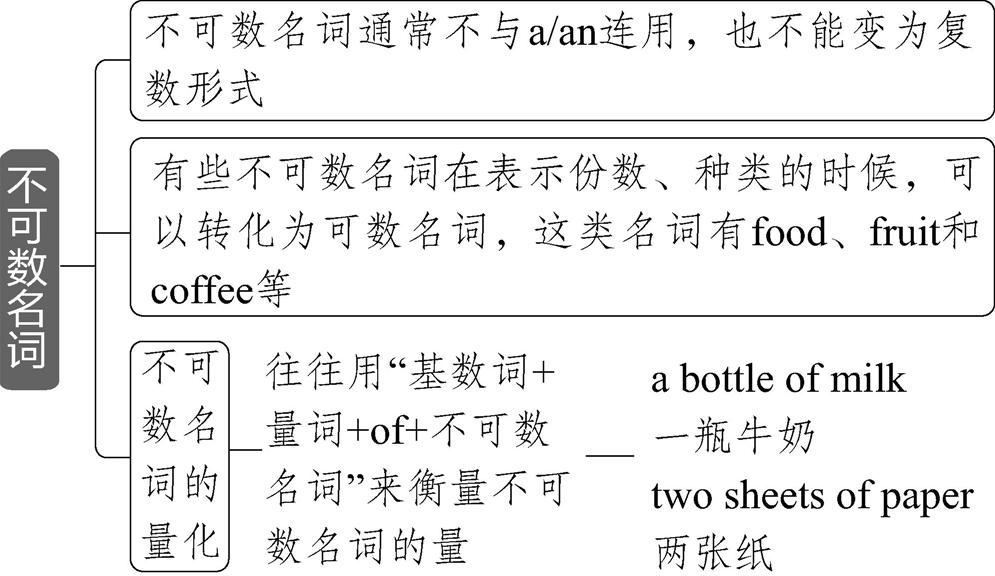 不可数名词
不可数名词通常不与a/an连用，也不能变为复
数形式
有些不可数名词在表示份数、种类的时候，可
以转化为可数名词，这类名词有food、fruit和
coffee等
不可
数名
词的
量化
往往用“基数词+
量词+of+不可数
名词”来衡量不可
数名词的量
a bottle of milk
一瓶牛奶
two sheets of paper
两张纸